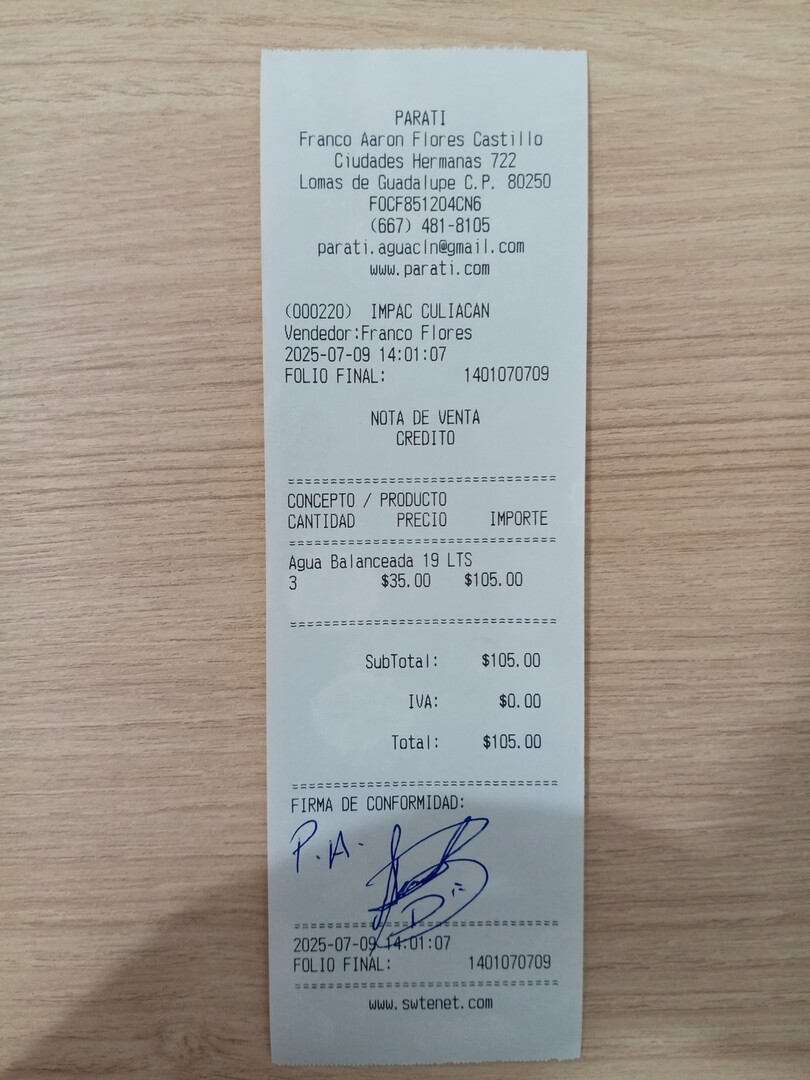 PARATI
Franco Aaron Flores Castillo
Ciudades Hermanas 722
Lomas de Guadalupe C.P. 80250
FOCF851204CN6
(667) 481-8105
parati.aguacln@gmail.com
www.parati.com
(000220) IMPAC CULIACAN
Vendedor:Franco Flores
2025-07-09 14:01:07
FOLIO FINAL: 1401070709
NOTA DE VENTA
CREDITO
==============================
CONCEPTO / PRODUCTO
CANTIDAD PRECIO IMPORTE
==============================
Agua Balanceada 19 LTS
3 $35.00 $105.00
==============================
SubTotal: $105.00
IVA: $0.00
Total: $105.00
==============================
FIRMA DE CONFORMIDAD:
P.A.
==============================
2025-07-09 14:01:07
FOLIO FINAL: 1401070709
==============================
www.swtenet.com